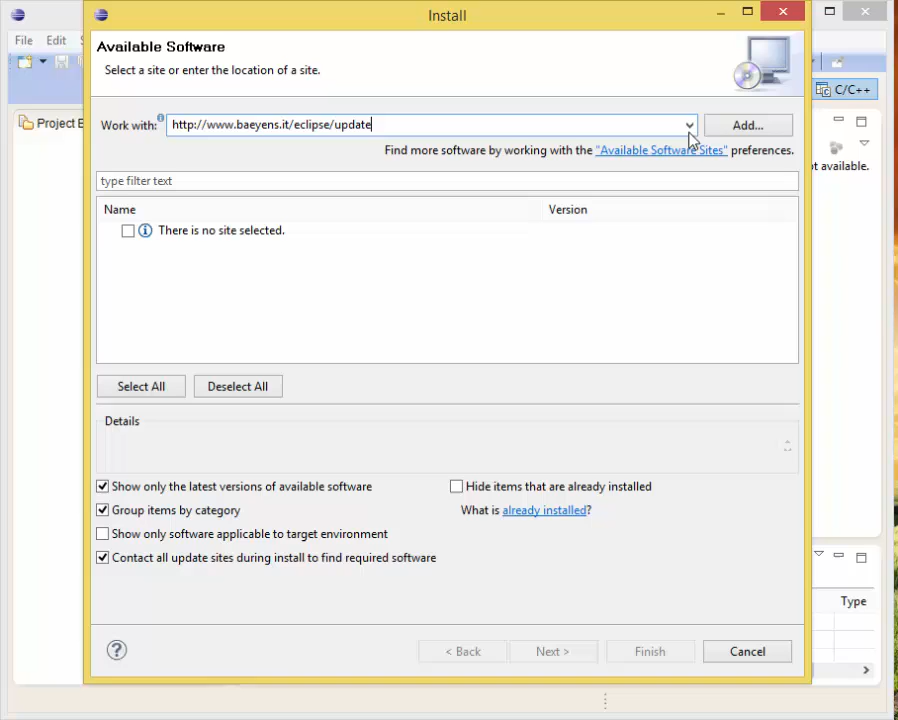 Install
File Edit
Available Software
Select a site or enter the location of a site.
C/C++
Project E
Work with: http://www.baeyens.it/eclipse/update Add...
Find more software by working with the "Available Software Sites" preferences.
ot available.
type filter text
Name Version
There is no site selected.
Select All Deselect All
Details
Show only the latest versions of available software
Hide items that are already installed
Group items by category
What is already installed?
Show only software applicable to target environment
Contact all update sites during install to find required software
Type
< Back Next > Finish Cancel